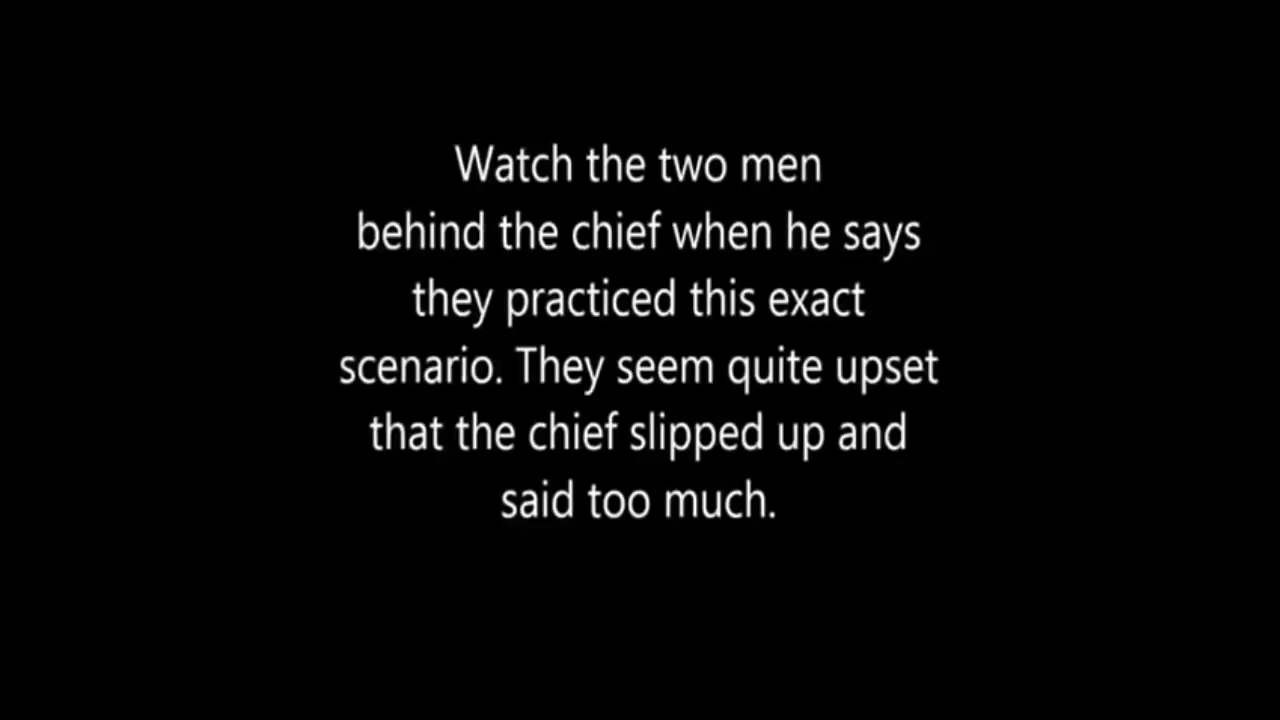 Watch the two men
behind the chief when he says
they practiced this exact
scenario. They seem quite upset
that the chief slipped up and
said too much.